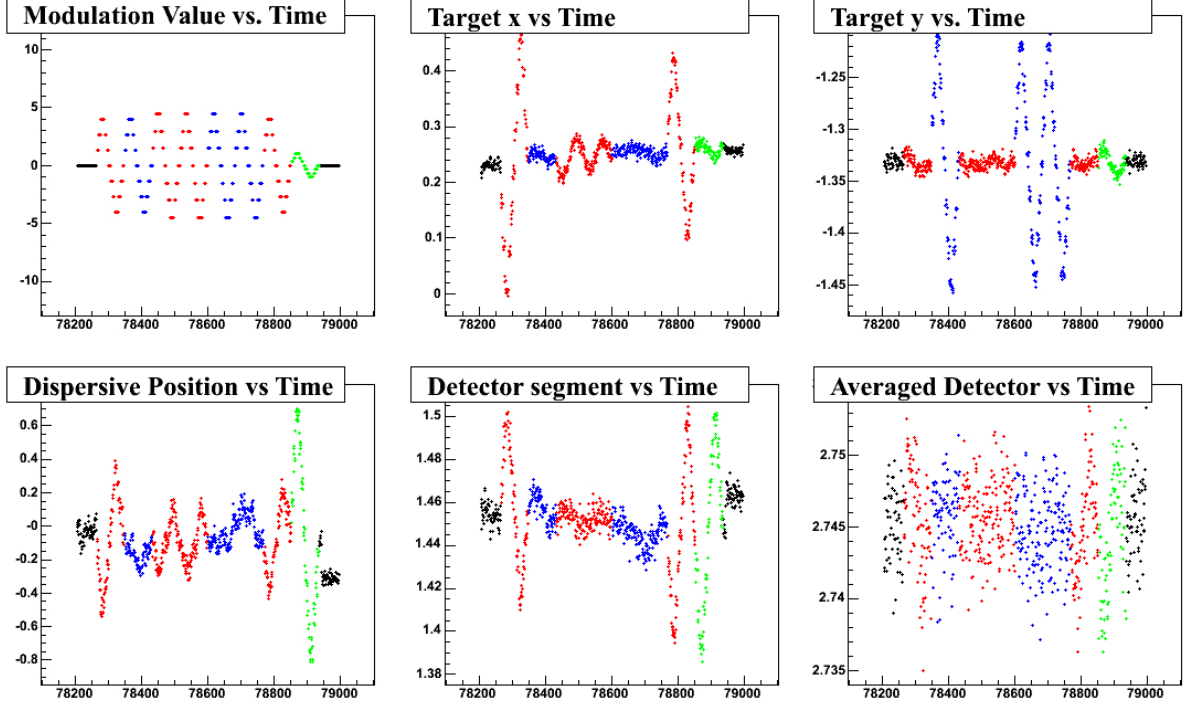 Modulation Value vs. Time
10
5
0
-5
-10
78200 78400 78600 78800 79000
Target x vs Time
0.4
0.3
0.2
0.1
0
78200 78400 78600 78800 79000
Target y vs. Time
-1.25
-1.3
-1.35
-1.4
-1.45
78200 78400 78600 78800 79000
Dispersive Position vs Time
0.6
0.4
0.2
-0
-0.2
-0.4
-0.6
-0.8
78200 78400 78600 78800 79000
Detector segment vs Time
1.5
1.48
1.46
1.44
1.42
1.4
1.38
78200 78400 78600 78800 79000
Averaged Detector vs Time
2.75
2.745
2.74
2.735
78200 78400 78600 78800 79000